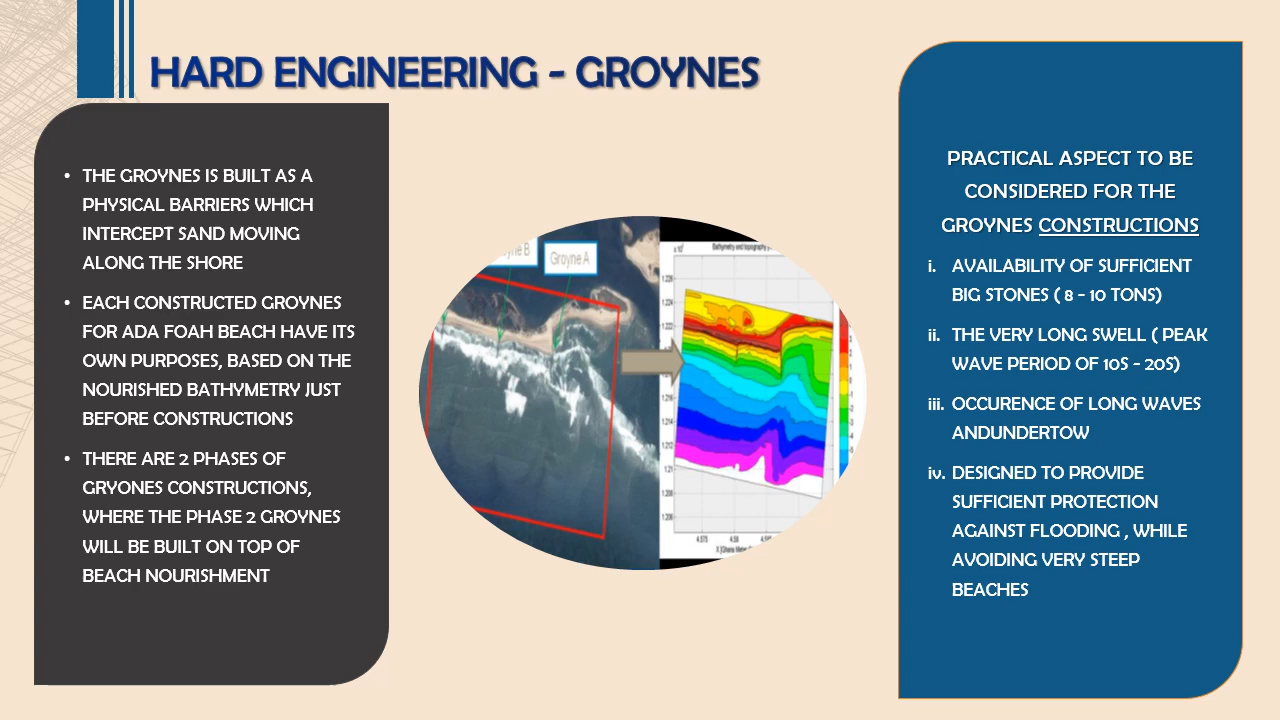 HARD ENGINEERING - GROYNES
• THE GROYNES IS BUILT AS A
PHYSICAL BARRIERS WHICH
INTERCEPT SAND MOVING
ALONG THE SHORE
• EACH CONSTRUCTED GROYNES
FOR ADA FOAH BEACH HAVE ITS
OWN PURPOSES, BASED ON THE
NOURISHED BATHYMETRY JUST
BEFORE CONSTRUCTIONS
• THERE ARE 2 PHASES OF
GRYONES CONSTRUCTIONS,
WHERE THE PHASE 2 GROYNES
WILL BE BUILT ON TOP OF
BEACH NOURISHMENT
Groyne A
Bathymetry and topography
PRACTICAL ASPECT TO BE
CONSIDERED FOR THE
GROYNES CONSTRUCTIONS
i. AVAILABILITY OF SUFFICIENT
BIG STONES ( 8 - 10 TONS)
ii. THE VERY LONG SWELL ( PEAK
WAVE PERIOD OF 10S - 20S)
iii. OCCURENCE OF LONG WAVES
ANDUNDERTOW
iv. DESIGNED TO PROVIDE
SUFFICIENT PROTECTION
AGAINST FLOODING , WHILE
AVOIDING VERY STEEP
BEACHES